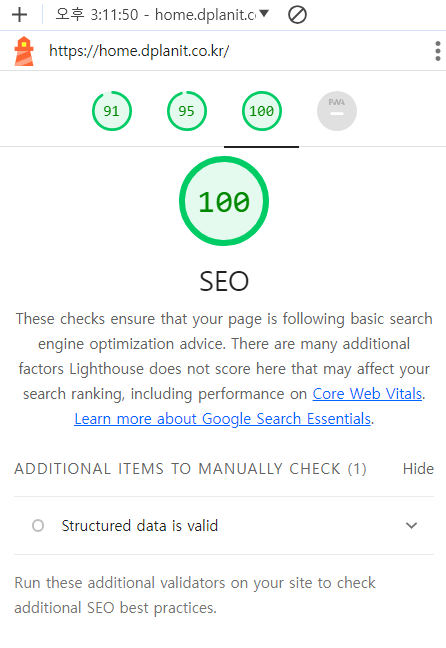 오후 3:11:50 - home.dplanit.co
https://home.dplanit.co.kr/
91 95 100 PWA
100
SEO
These checks ensure that your page is following basic search
engine optimization advice. There are many additional
factors Lighthouse does not score here that may affect your
search ranking, including performance on Core Web Vitals.
Learn more about Google Search Essentials.
ADDITIONAL ITEMS TO MANUALLY CHECK (1) Hide
Structured data is valid
Run these additional validators on your site to check
additional SEO best practices.